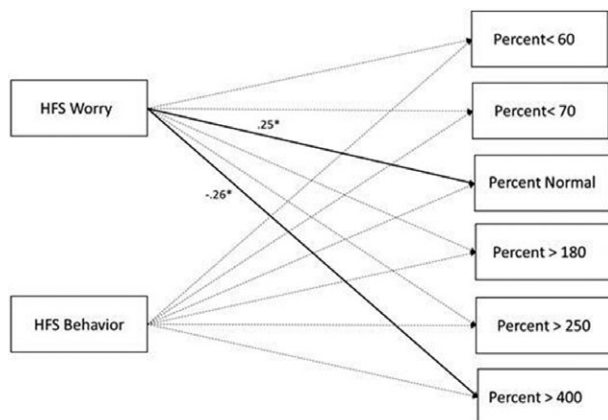 Percent< 60
HFS Worry
Percent< 70
.25*
Percent Normal
-.26*
Percent > 180
HFS Behavior
Percent > 250
Percent > 400